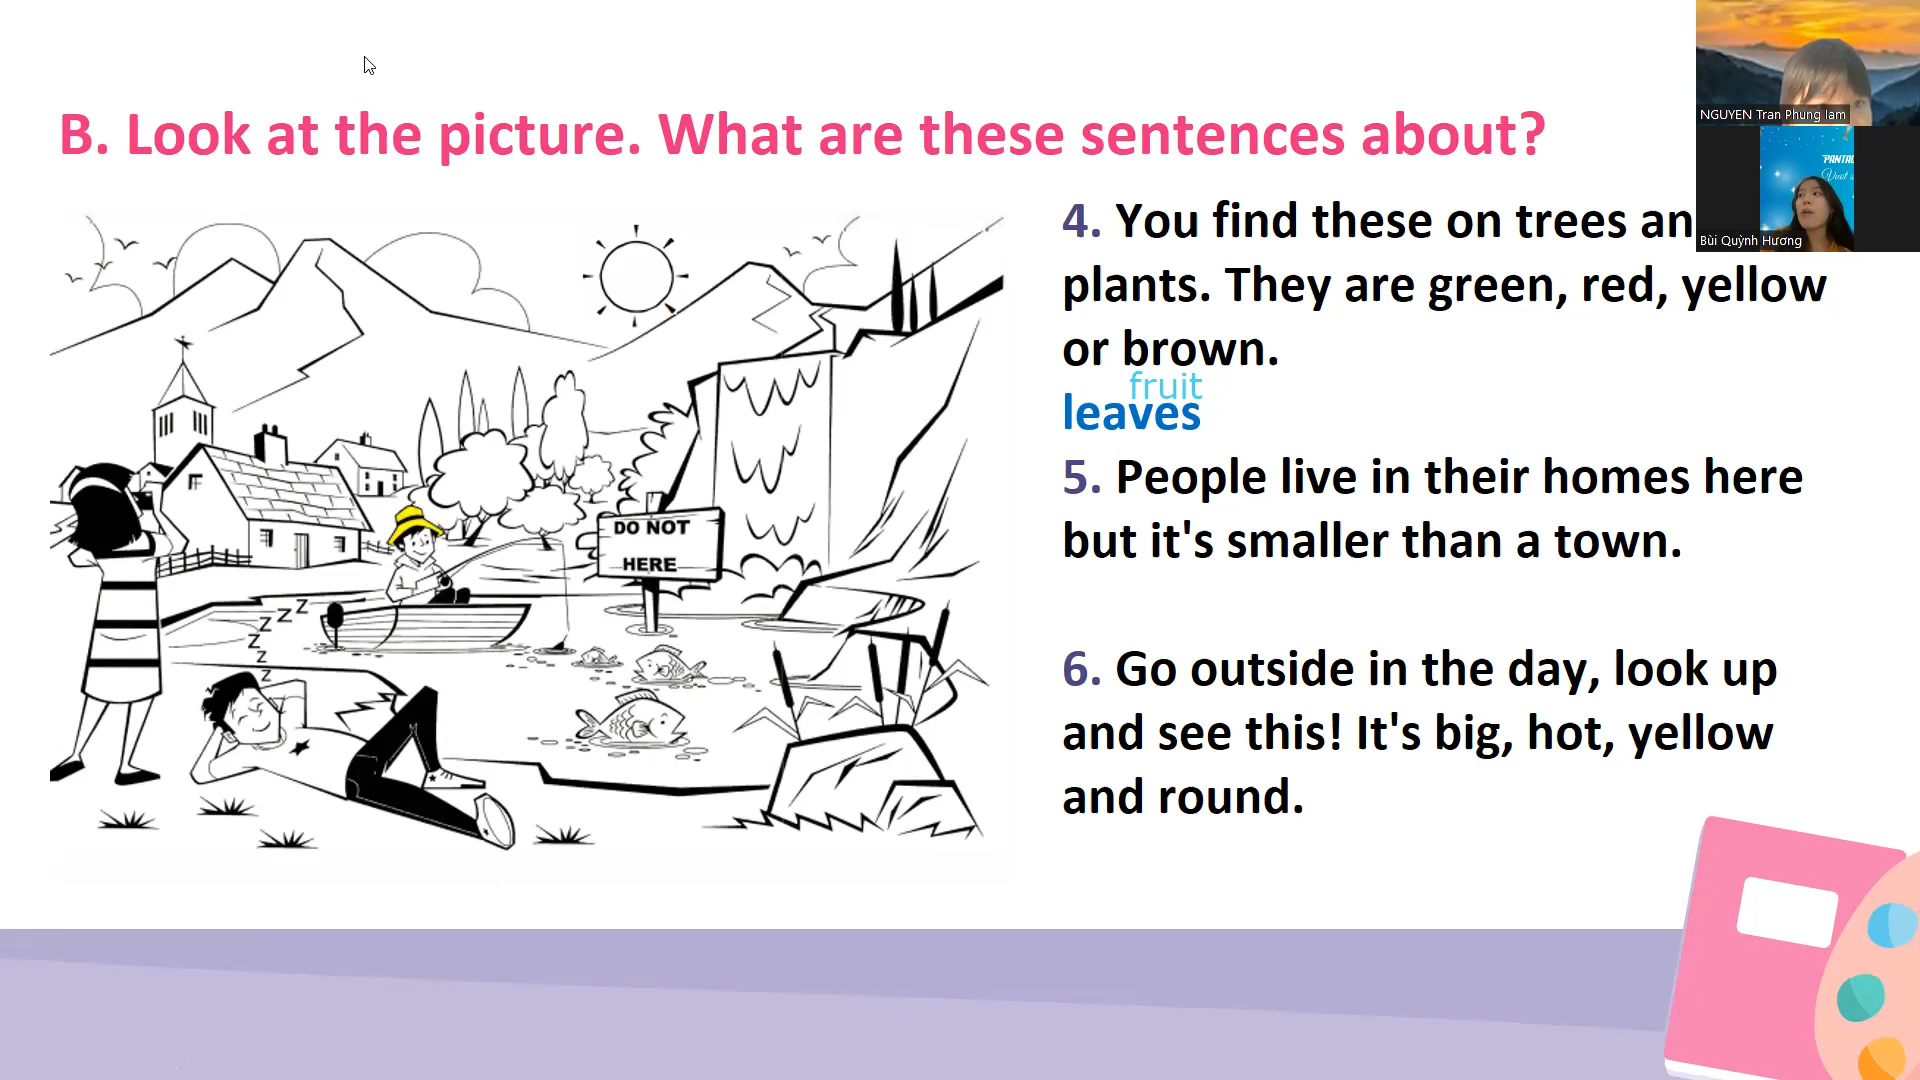 B. Look at the picture. What are these sentences about?
NGUYEN Tran Phung lam
Bùi Quỳnh Hương
4. You find these on trees an
plants. They are green, red, yellow
or brown.
fruit
leaves
5. People live in their homes here
but it's smaller than a town.
6. Go outside in the day, look up
and see this! It's big, hot, yellow
and round.
DO NOT
HERE
z
z
z
z
z
z